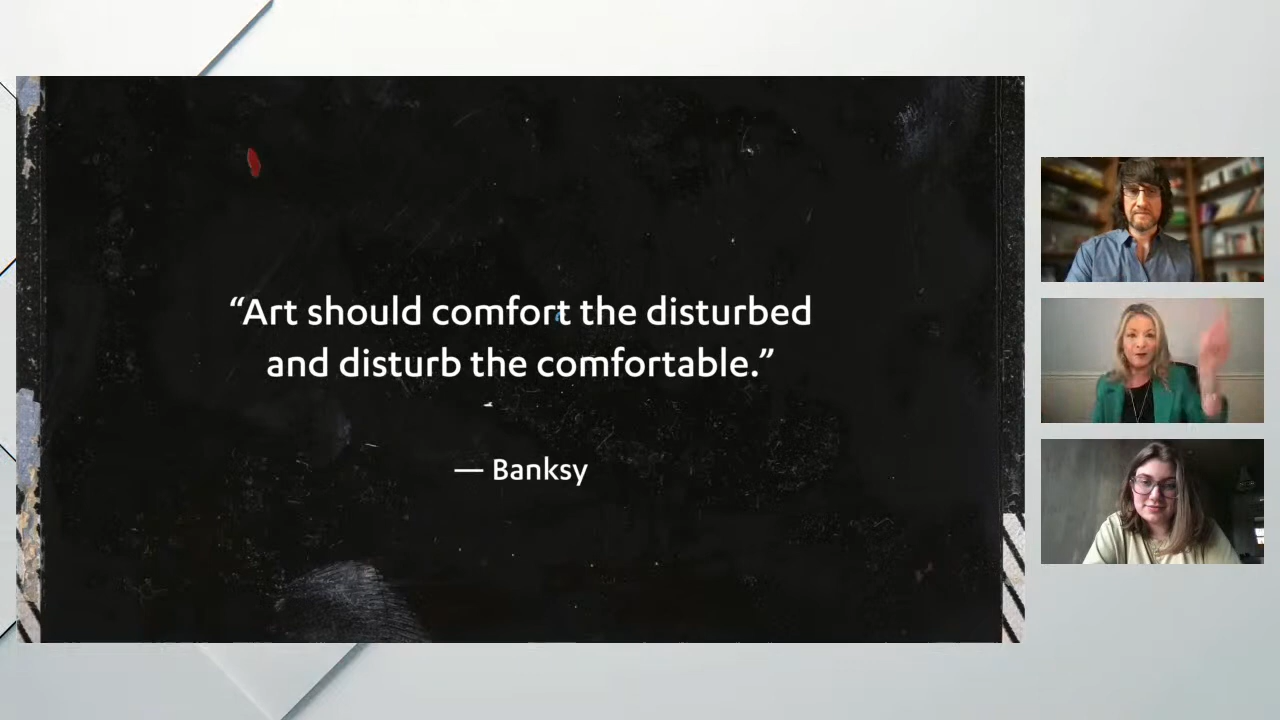 “Art should comfort the disturbed
and disturb the comfortable.”
— Banksy